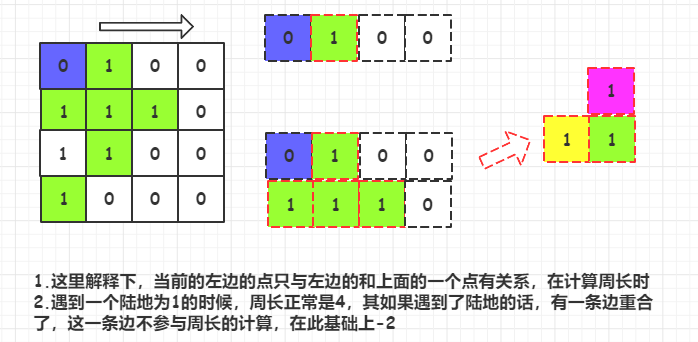 0 1 0 0
1 1 1 0
1 1 0 0
1 0 0 0
0 1 0 0
0 1 0 0
1 1 1 0
1
1 1
1.这里解释下，当前的左边的点只与左边的和上面的一个点有关系，在计算周长时
2.遇到一个陆地为1的时候，周长正常是4，其如果遇到了陆地的话，有一条边重合
了，这一条边不参与周长的计算，在此基础上-2